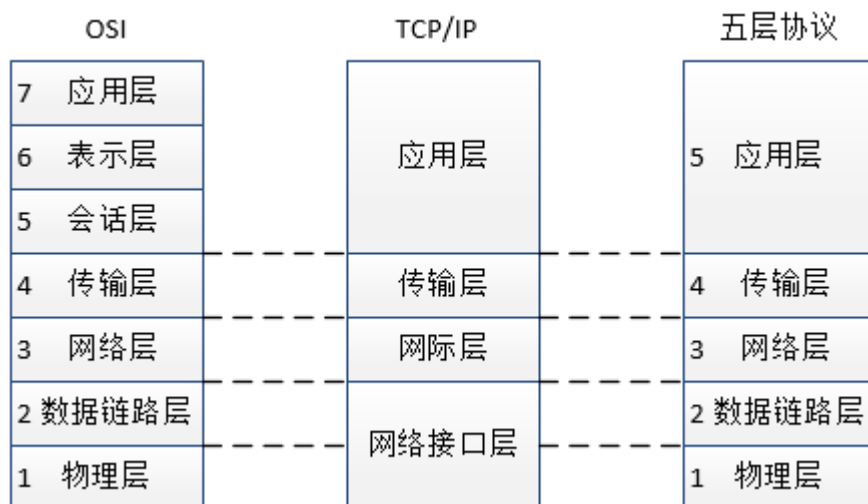 OSI
TCP/IP
五层协议
7 应用层
6 表示层
5 会话层
4 传输层
3 网络层
2 数据链路层
1 物理层
应用层
传输层
网际层
网络接口层
5 应用层
4 传输层
3 网络层
2 数据链路层
1 物理层